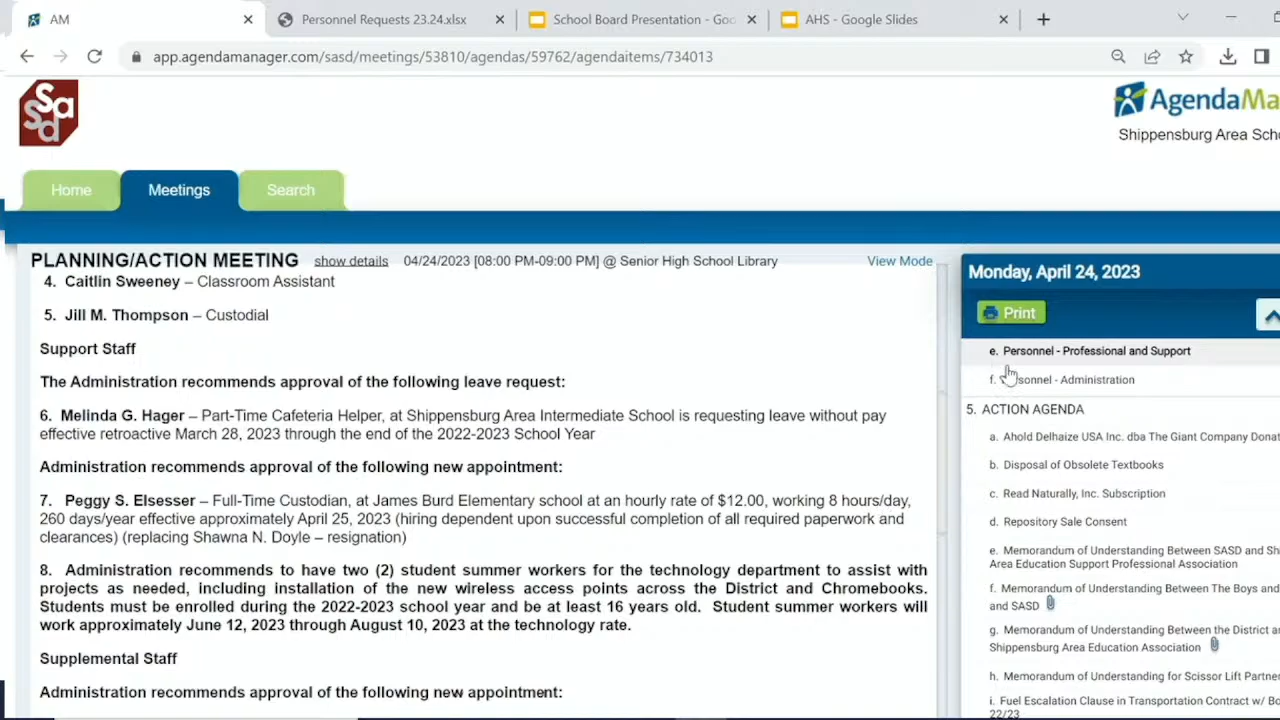 AM
Personnel Requests 23.24.xlsx
School Board Presentation - Goo
AHS - Google Slides
app.agendamanager.com/sasd/meetings/53810/agendas/59762/agendaitems/734013
Sa
Sd
AgendaMa
Shippensburg Area Scho
Home
Meetings
Search
PLANNING/ACTION MEETING show details 04/24/2023 [08:00 PM-09:00 PM] @ Senior High School Library View Mode
4. Caitlin Sweeney – Classroom Assistant
5. Jill M. Thompson – Custodial
Support Staff
The Administration recommends approval of the following leave request:
6. Melinda G. Hager – Part-Time Cafeteria Helper, at Shippensburg Area Intermediate School is requesting leave without pay
effective retroactive March 28, 2023 through the end of the 2022-2023 School Year
Administration recommends approval of the following new appointment:
7. Peggy S. Elsesser – Full-Time Custodian, at James Burd Elementary school at an hourly rate of $12.00, working 8 hours/day,
260 days/year effective approximately April 25, 2023 (hiring dependent upon successful completion of all required paperwork and
clearances) (replacing Shawna N. Doyle – resignation)
8. Administration recommends to have two (2) student summer workers for the technology department to assist with
projects as needed, including installation of the new wireless access points across the District and Chromebooks.
Students must be enrolled during the 2022-2023 school year and be at least 16 years old. Student summer workers will
work approximately June 12, 2023 through August 10, 2023 at the technology rate.
Supplemental Staff
Administration recommends approval of the following new appointment:
Monday, April 24, 2023
Print
e. Personnel - Professional and Support
f. sonnel - Administration
5. ACTION AGENDA
a. Ahold Delhaize USA Inc. dba The Giant Company Donat
b. Disposal of Obsolete Textbooks
c. Read Naturally, Inc. Subscription
d. Repository Sale Consent
e. Memorandum of Understanding Between SASD and Sh
Area Education Support Professional Association
f. Memorandum of Understanding Between The Boys and
and SASD
g. Memorandum of Understanding Between the District a
Shippensburg Area Education Association
h. Memorandum of Understanding for Scissor Lift Partner
i. Fuel Escalation Clause in Transportation Contract w/ Bo
22/23